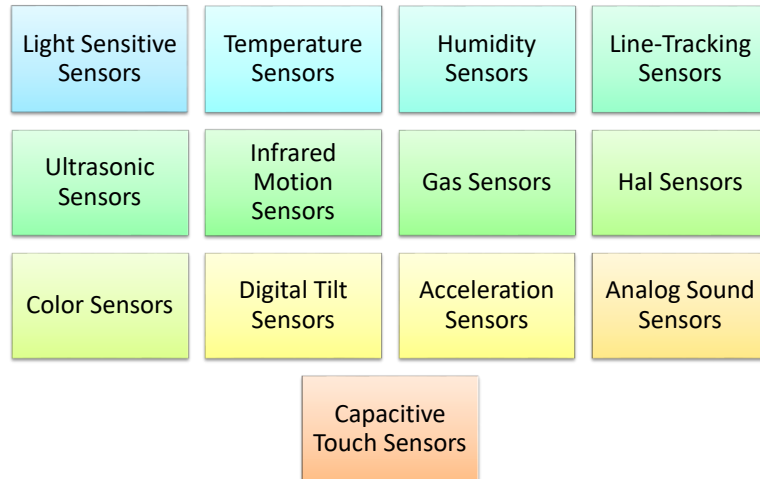 Light Sensitive
Sensors
Temperature
Sensors
Humidity
Sensors
Line-Tracking
Sensors
Ultrasonic
Sensors
Infrared
Motion
Sensors
Gas Sensors
Hal Sensors
Color Sensors
Digital Tilt
Sensors
Acceleration
Sensors
Analog Sound
Sensors
Capacitive
Touch Sensors